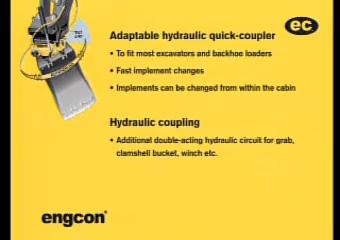 ec
Adaptable hydraulic quick-coupler
• To fit most excavators and backhoe loaders
• Fast implement changes
• Implements can be changed from within the cabin
Hydraulic coupling
• Additional double-acting hydraulic circuit for grab,
clamshell bucket, winch etc.
engcon®